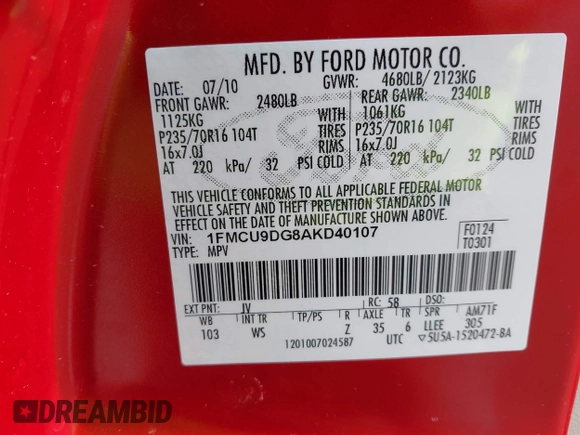 MFD. BY FORD MOTOR CO.
DATE: 07/10 GVWR: 4680LB/ 2123KG
FRONT GAWR: 2480LB REAR GAWR: 2340LB
1125KG WITH 1061KG WITH
P235/70R16 104T TIRES P235/70R16 104T TIRES
16x7.0J RIMS 16x7.0J RIMS
AT 220 kPa/ 32 PSI COLD AT 220 kPa/ 32 PSI COLD
THIS VEHICLE CONFORMS TO ALL APPLICABLE FEDERAL MOTOR
VEHICLE SAFETY AND THEFT PREVENTION STANDARDS IN
EFFECT ON THE DATE OF MANUFACTURE SHOWN ABOVE.
VIN: 1FMCU9DG8AKD40107 F0124
TYPE: MPV T0301
EXT PNT: JV RC: 58 DSO:
WB INT TR TP/PS R AXLE TR SPR AM71F
103 WS Z 35 6 LLEE 305
1201007024587 UTC 5U5A-1520472-BA
Ford
DREAMBID